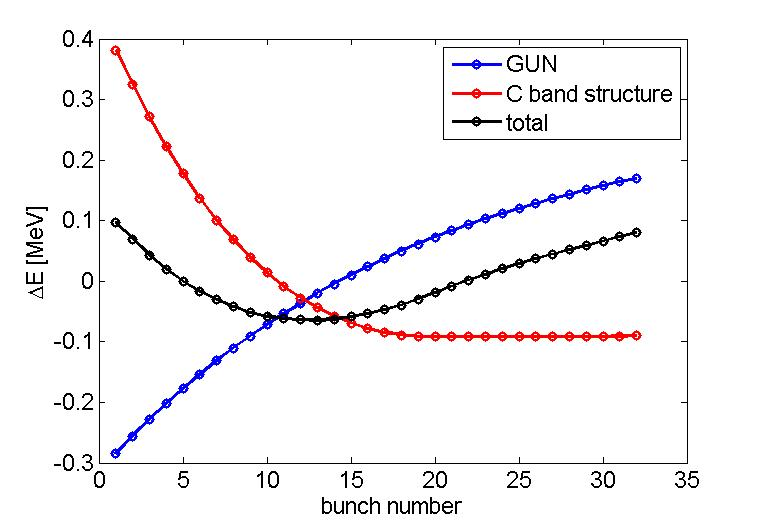 0.4
0.3
0.2
0.1
0
-0.1
-0.2
-0.3
ΔE [MeV]
GUN
C band structure
total
0 5 10 15 20 25 30 35
bunch number